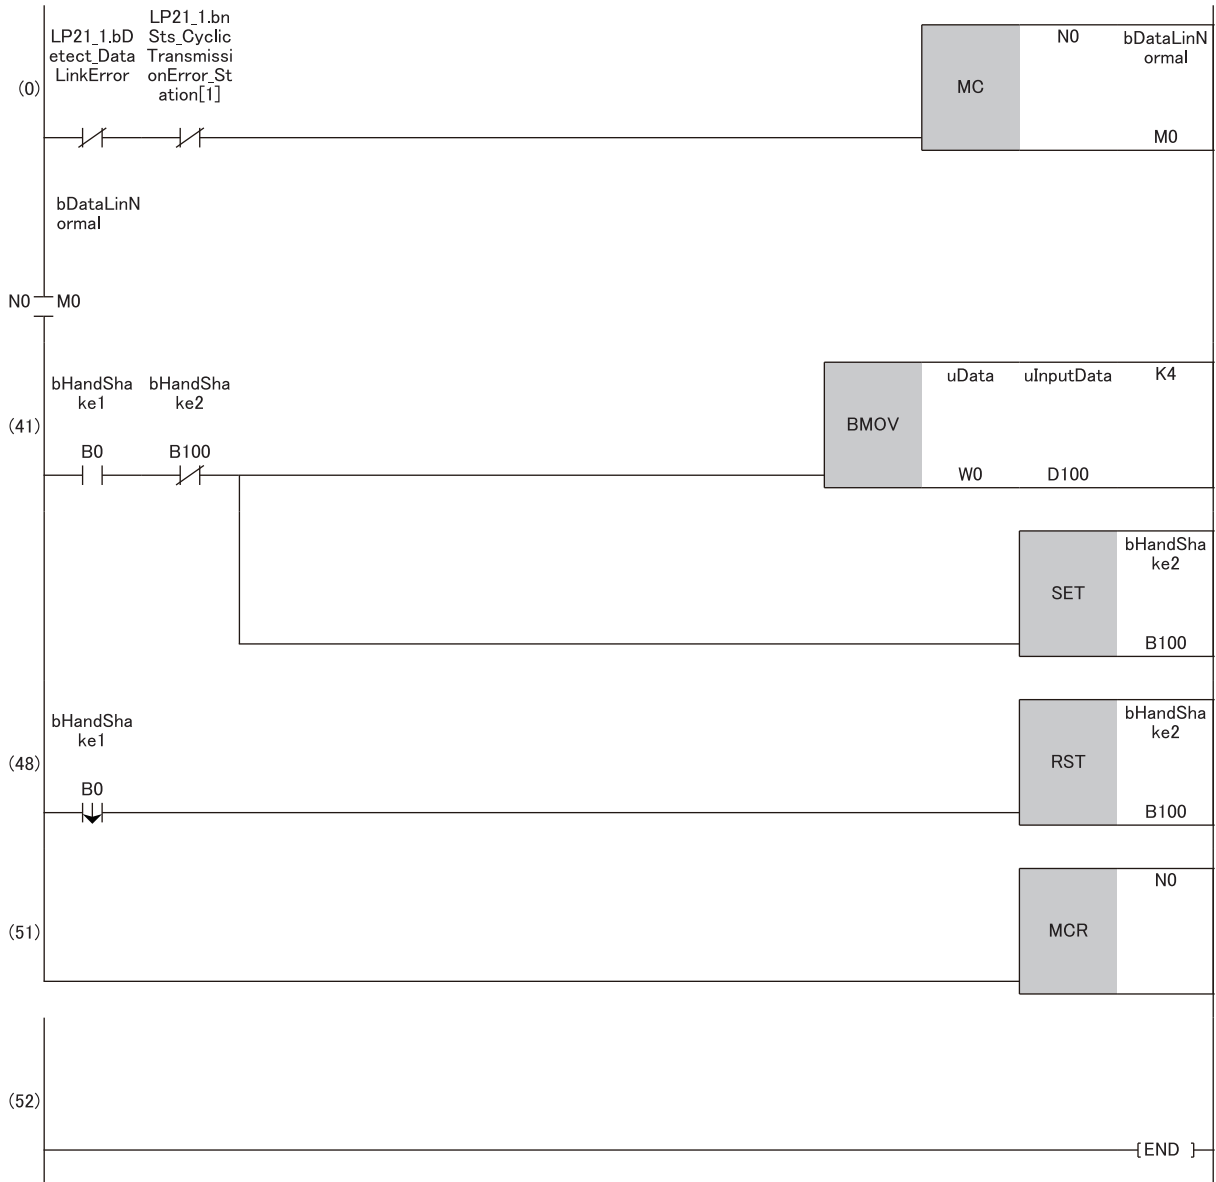 LP21_1.bD
etect_Data
LinkError
LP21_1.bn
Sts_Cyclic
Transmissi
onError_St
ation[1]
(0)
MC
N0
bDataLinN
ormal
M0
bDataLinN
ormal
N0
M0
(41)
bHandSha
ke1
B0
bHandSha
ke2
B100
BMOV
uData
uInputData
K4
W0
D100
SET
bHandSha
ke2
B100
(48)
bHandSha
ke1
B0
RST
bHandSha
ke2
B100
(51)
MCR
N0
(52)
[END ]